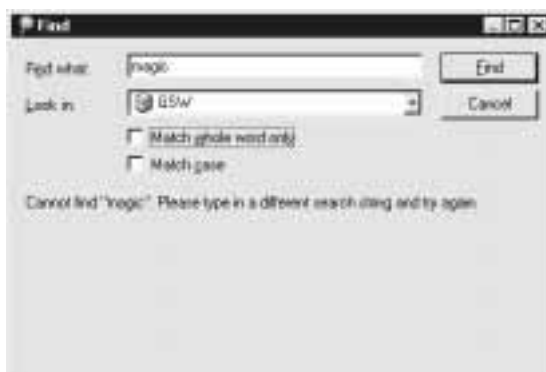 Find
Find what: magic
Find
Look in: GSW
Cancel
Match whole word only
Match case
Cannot find "magic". Please type in a different search string and try again